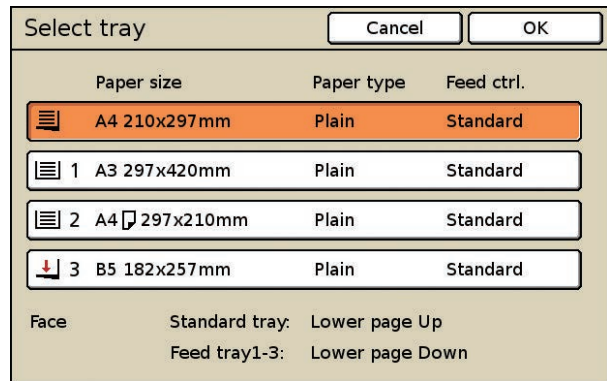 Select tray Cancel OK
Paper size Paper type Feed ctrl.
A4 210x297mm Plain Standard
1 A3 297x420mm Plain Standard
2 A4 297x210mm Plain Standard
3 B5 182x257mm Plain Standard
Face Standard tray: Lower page Up
Feed tray1-3: Lower page Down